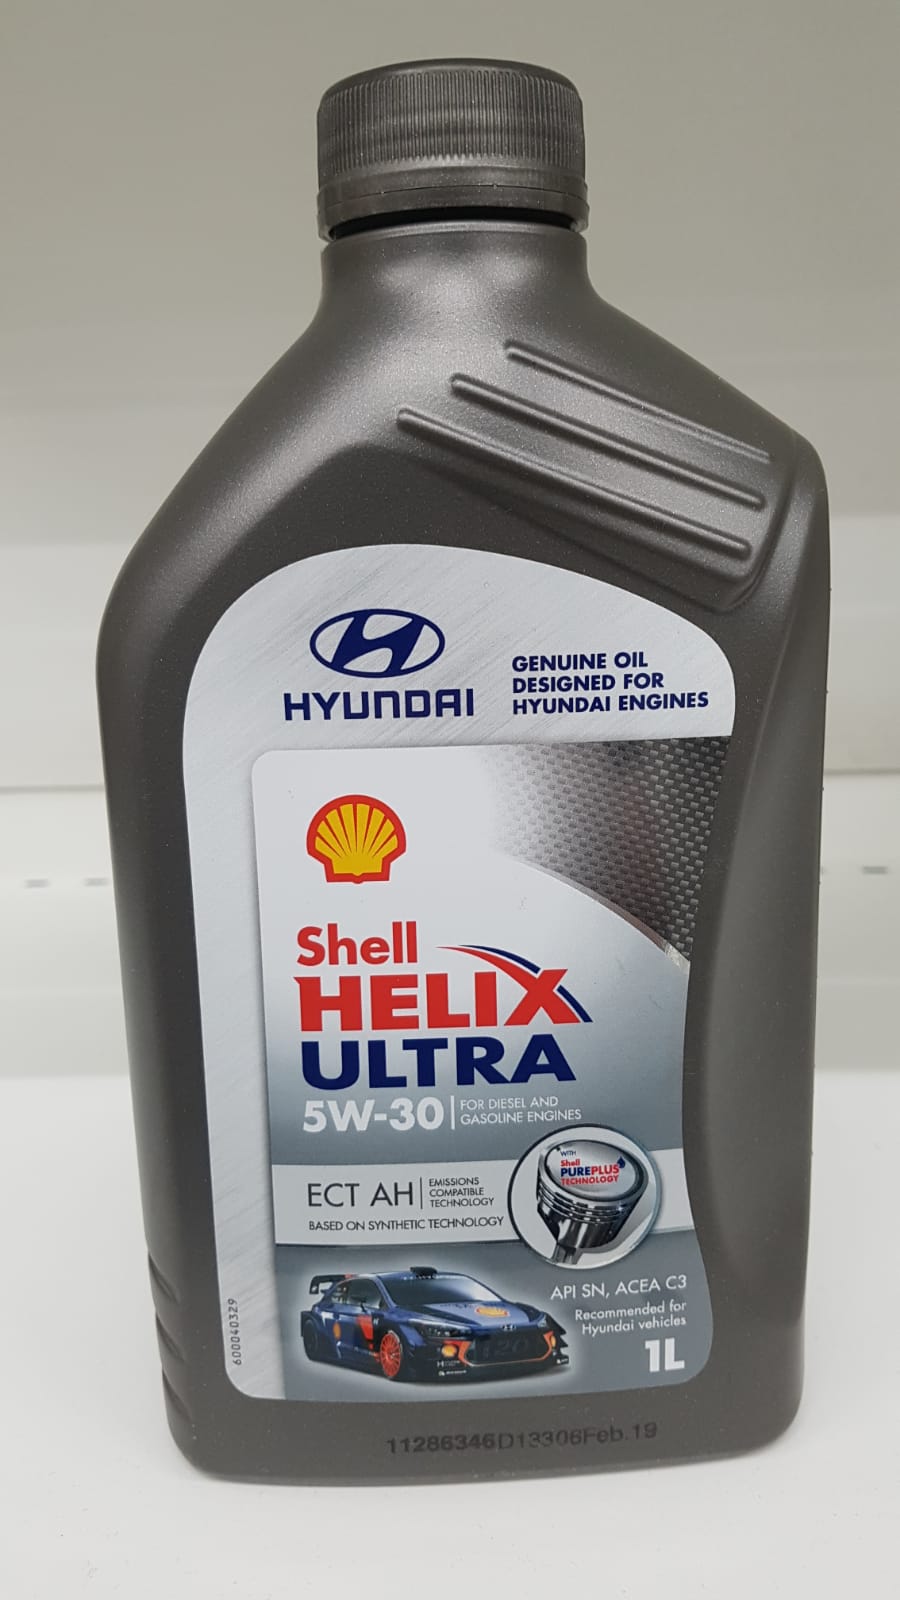 HYUNDAI
GENUINE OIL
DESIGNED FOR
HYUNDAI ENGINES
Shell
HELIX
ULTRA
5W-30
FOR DIESEL AND
GASOLINE ENGINES
ECT AH
EMISSIONS
COMPATIBLE
TECHNOLOGY
BASED ON SYNTHETIC TECHNOLOGY
WITH
Shell
PUREPLUS
TECHNOLOGY
API SN, ACEA C3
Recommended for
Hyundai vehicles
1L
600040329
11286346D13306Feb.19